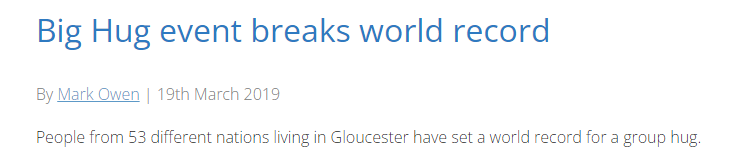 Big Hug event breaks world record
By Mark Owen | 19th March 2019
People from 53 different nations living in Gloucester have set a world record for a group hug.